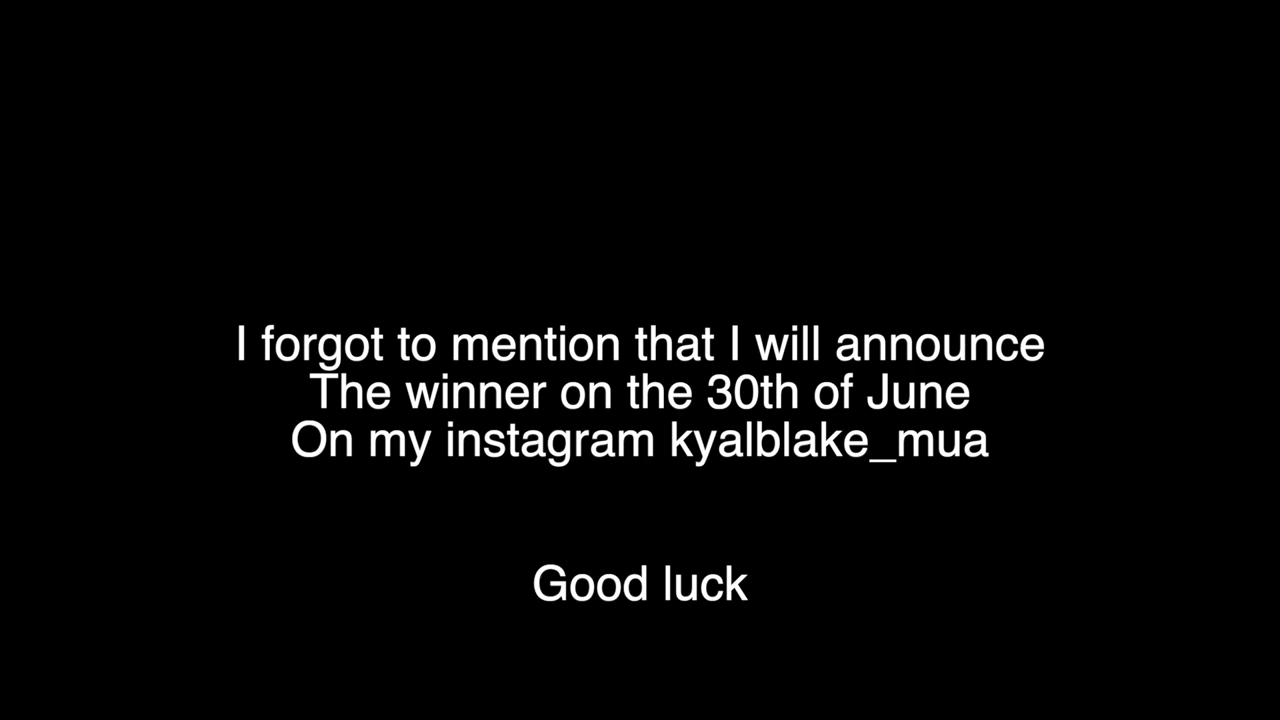 I forgot to mention that I will announce
The winner on the 30th of June
On my instagram kyalblake_mua
Good luck